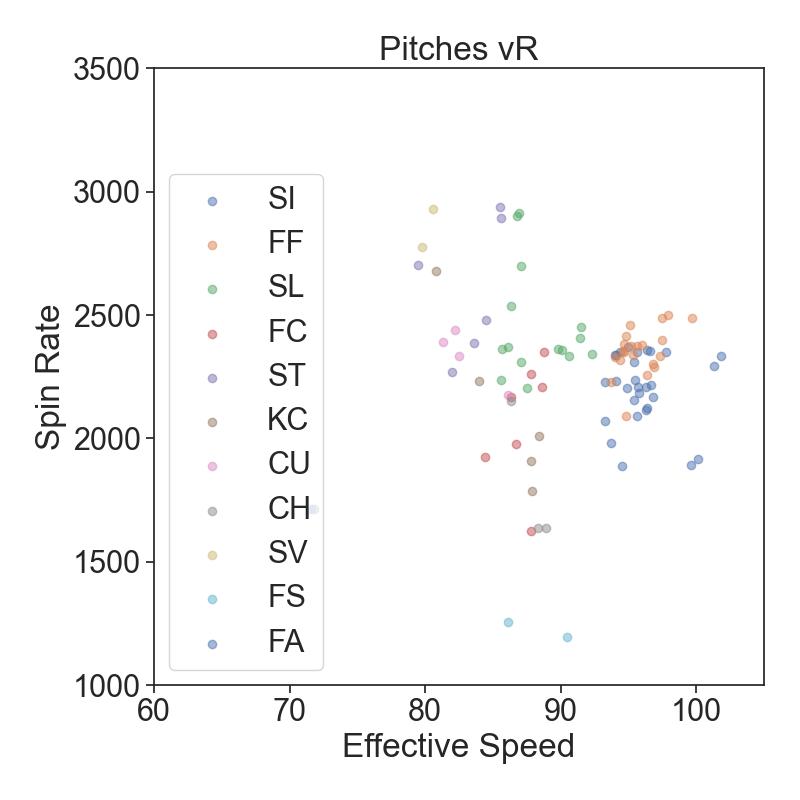 Pitches vR
3500
3000
2500
2000
1500
1000
Spin Rate
SI
FF
SL
FC
ST
KC
CU
CH
SV
FS
FA
60 70 80 90 100
Effective Speed